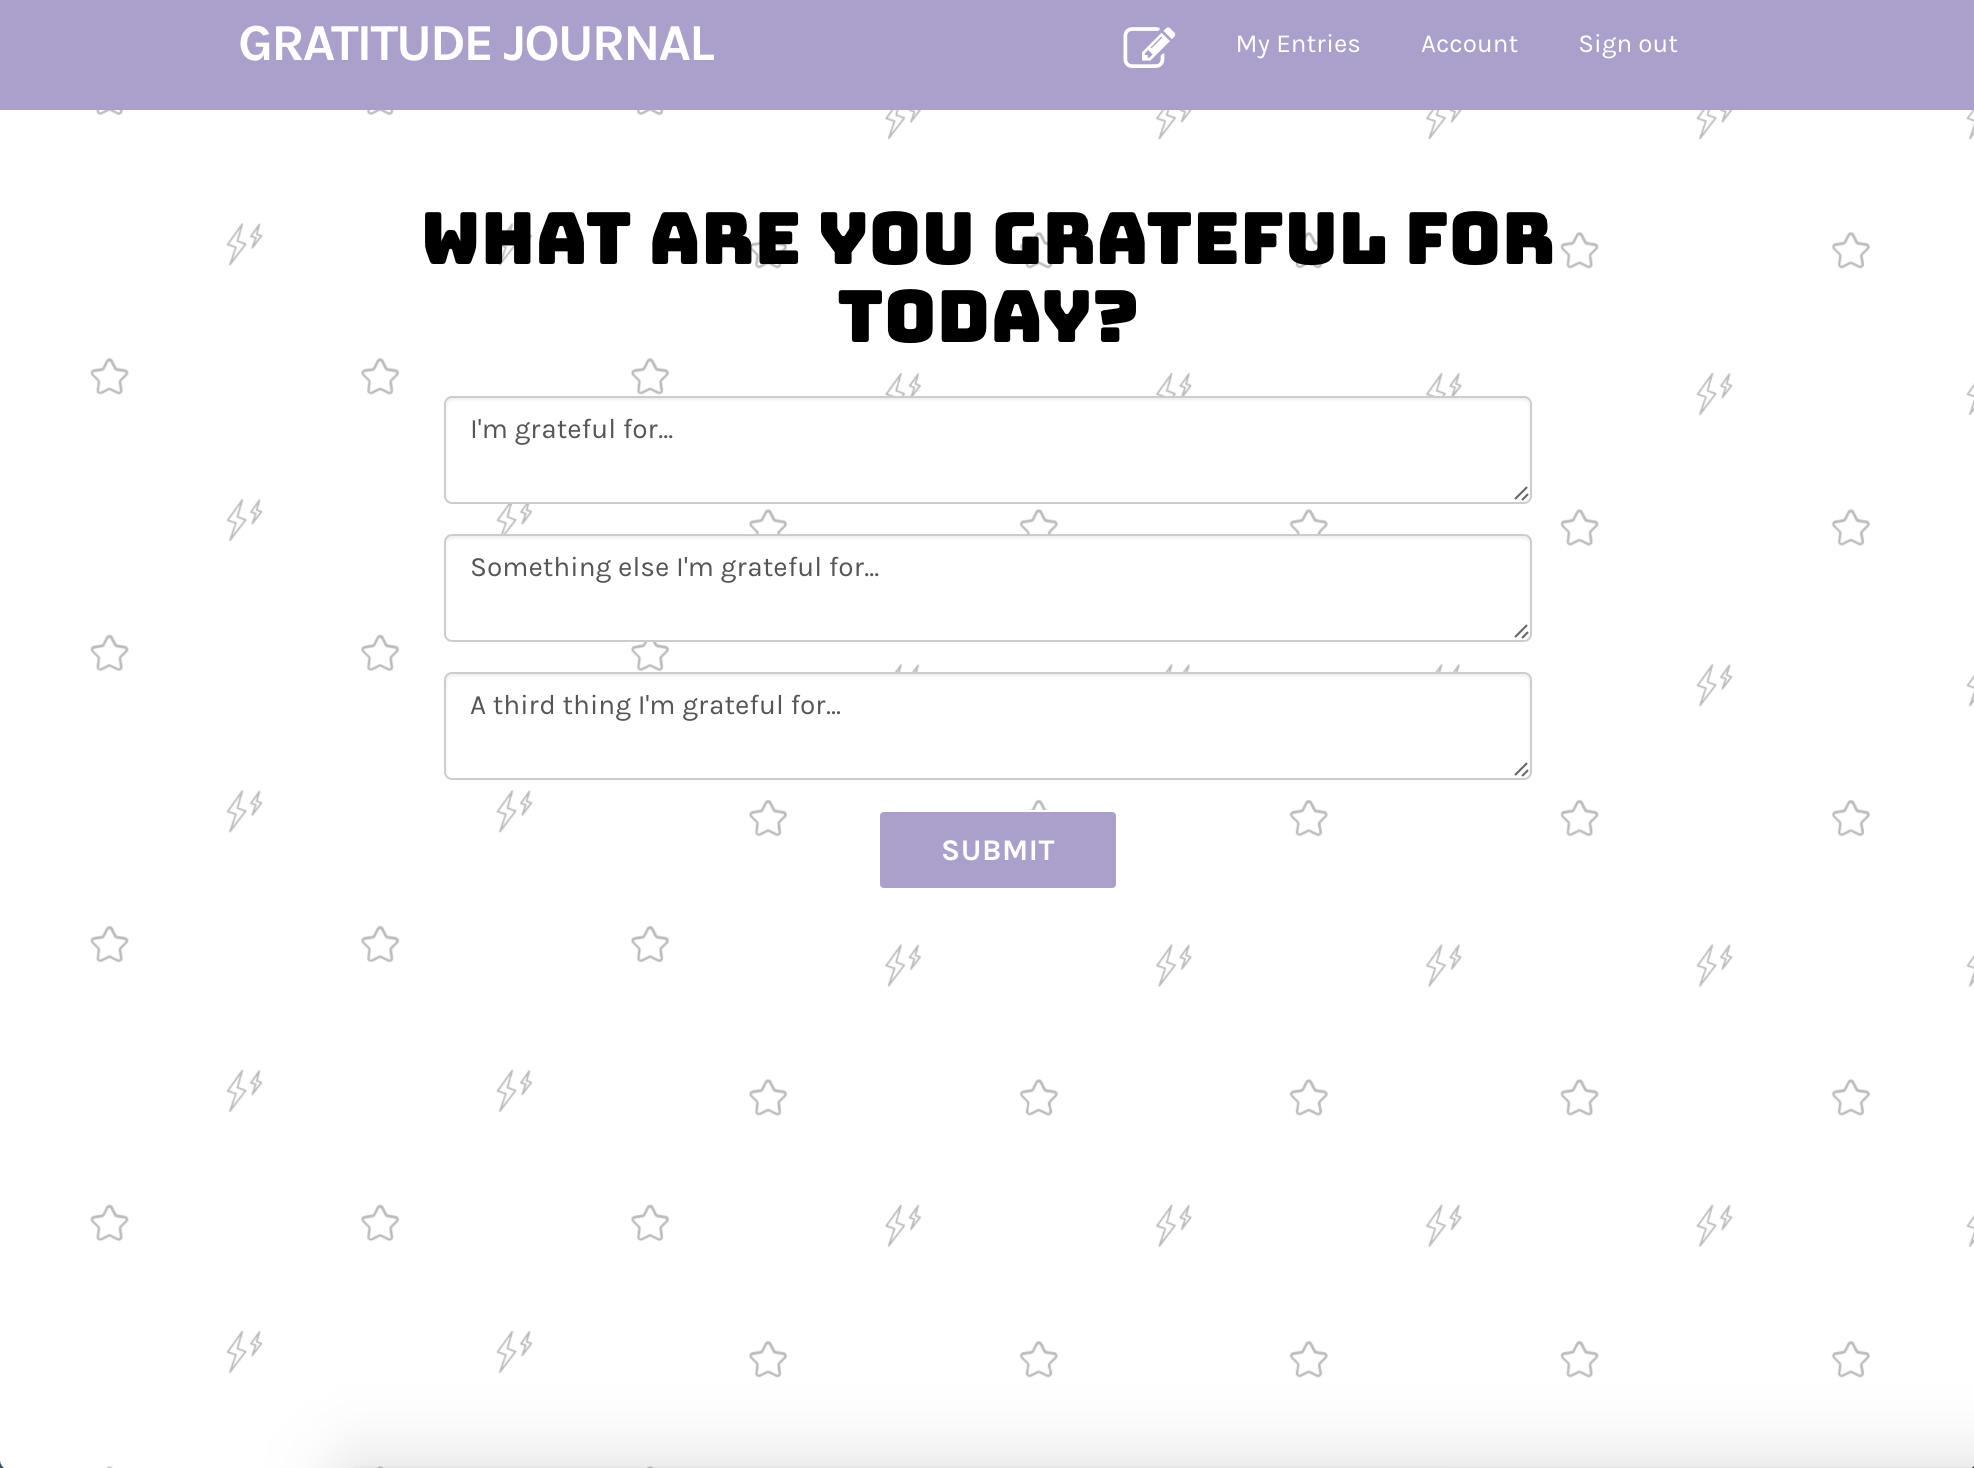 GRATITUDE JOURNAL
My Entries
Account
Sign out
WHAT ARE YOU GRATEFUL FOR
TODAY?
I'm grateful for...
Something else I'm grateful for...
A third thing I'm grateful for...
SUBMIT